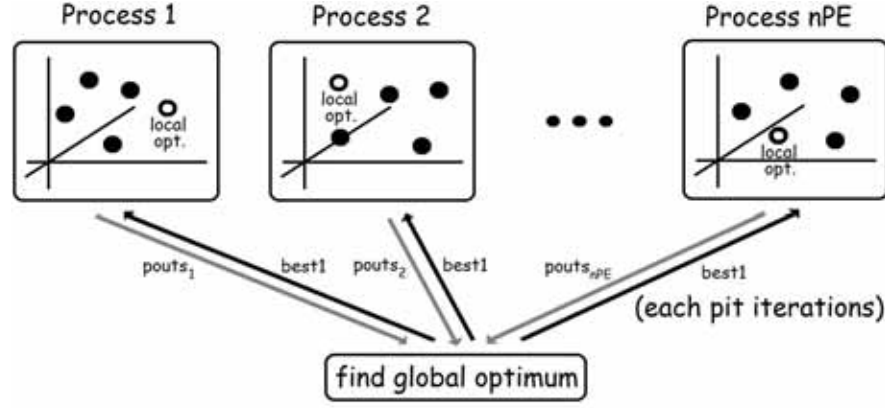 Process 1
Process 2
Process nPE
local
opt.
local
opt.
local
opt.
pouts1
best1
pouts2
best1
poutsnPE
best1
(each pit iterations)
find global optimum